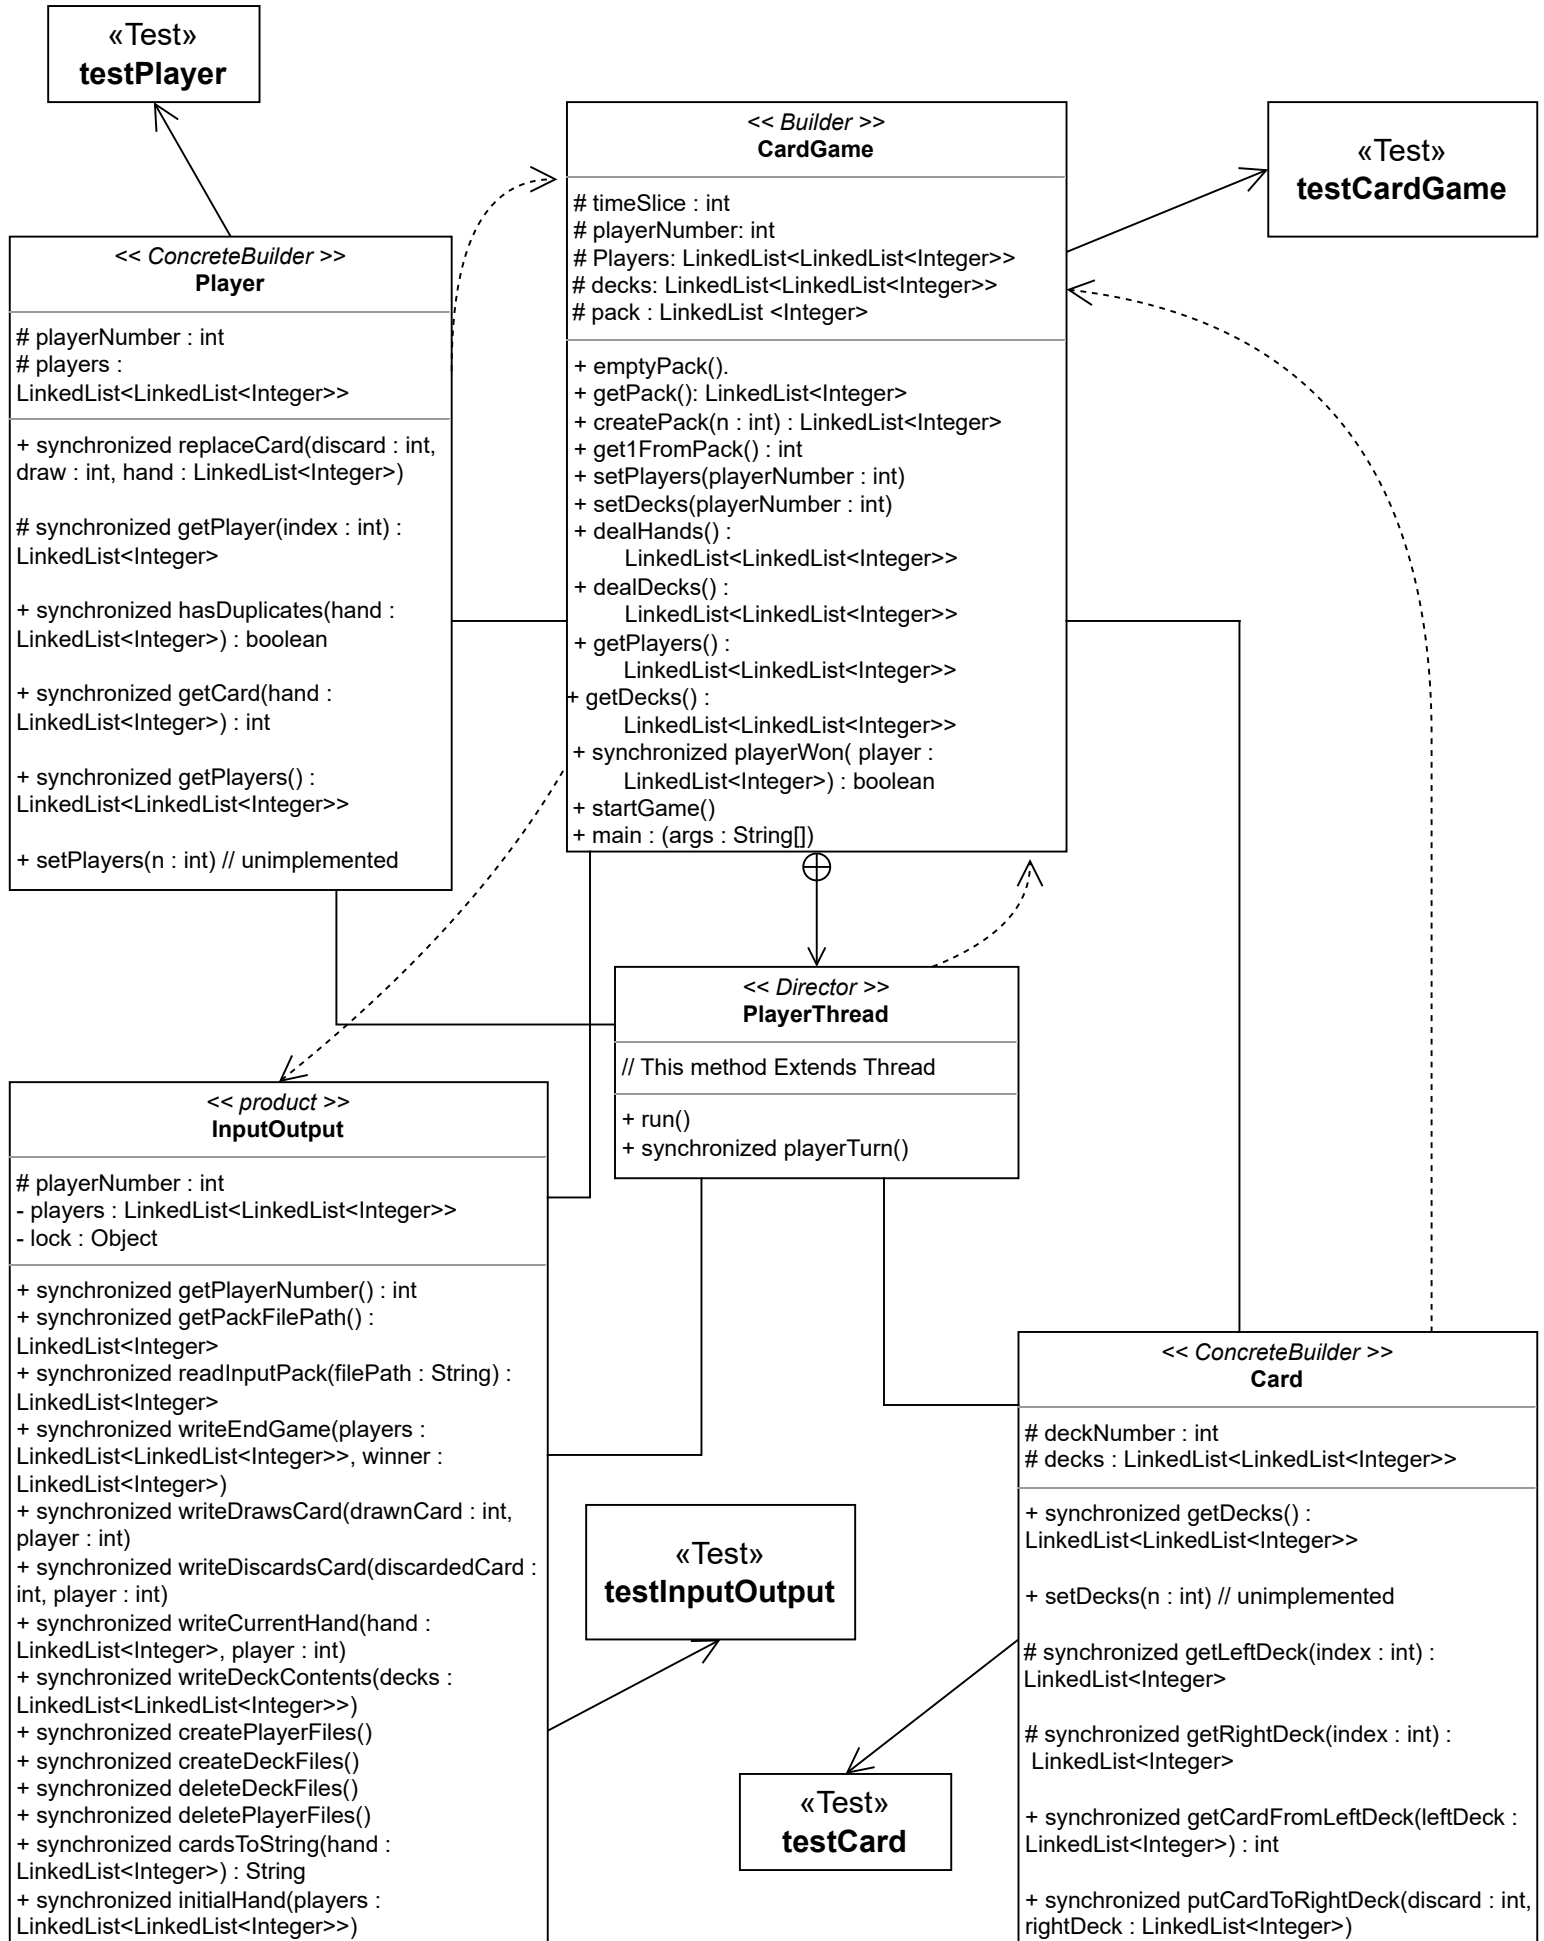 «Test»
testPlayer
<< Builder >>
CardGame
# timeSlice : int
# playerNumber: int
# Players: LinkedList<LinkedList<Integer>>
# decks: LinkedList<LinkedList<Integer>>
# pack : LinkedList <Integer>
+ emptyPack().
+ getPack(): LinkedList<Integer>
+ createPack(n : int) : LinkedList<Integer>
+ get1FromPack() : int
+ setPlayers(playerNumber : int)
+ setDecks(playerNumber : int)
+ dealHands() :
LinkedList<LinkedList<Integer>>
+ dealDecks() :
LinkedList<LinkedList<Integer>>
+ getPlayers() :
LinkedList<LinkedList<Integer>>
+ getDecks() :
LinkedList<LinkedList<Integer>>
+ synchronized playerWon( player :
LinkedList<Integer>) : boolean
+ startGame()
+ main : (args : String[])
«Test»
testCardGame
<< ConcreteBuilder >>
Player
# playerNumber : int
# players :
LinkedList<LinkedList<Integer>>
+ synchronized replaceCard(discard : int,
draw : int, hand : LinkedList<Integer>)
# synchronized getPlayer(index : int) :
LinkedList<Integer>
+ synchronized hasDuplicates(hand :
LinkedList<Integer>) : boolean
+ synchronized getCard(hand :
LinkedList<Integer>) : int
+ synchronized getPlayers() :
LinkedList<LinkedList<Integer>>
+ setPlayers(n : int) // unimplemented
<< Director >>
PlayerThread
// This method Extends Thread
+ run()
+ synchronized playerTurn()
<< product >>
InputOutput
# playerNumber : int
- players : LinkedList<LinkedList<Integer>>
- lock : Object
+ synchronized getPlayerNumber() : int
+ synchronized getPackFilePath() :
LinkedList<Integer>
+ synchronized readInputPack(filePath : String) :
LinkedList<Integer>
+ synchronized writeEndGame(players :
LinkedList<LinkedList<Integer>>, winner :
LinkedList<Integer>)
+ synchronized writeDrawsCard(drawnCard : int,
player : int)
+ synchronized writeDiscardsCard(discardedCard :
int, player : int)
+ synchronized writeCurrentHand(hand :
LinkedList<Integer>, player : int)
+ synchronized writeDeckContents(decks :
LinkedList<LinkedList<Integer>>)
+ synchronized createPlayerFiles()
+ synchronized createDeckFiles()
+ synchronized deleteDeckFiles()
+ synchronized deletePlayerFiles()
+ synchronized cardsToString(hand :
LinkedList<Integer>) : String
+ synchronized initialHand(players :
LinkedList<LinkedList<Integer>>)
«Test»
testInputOutput
«Test»
testCard
<< ConcreteBuilder >>
Card
# deckNumber : int
# decks : LinkedList<LinkedList<Integer>>
+ synchronized getDecks() :
LinkedList<LinkedList<Integer>>
+ setDecks(n : int) // unimplemented
# synchronized getLeftDeck(index : int) :
LinkedList<Integer>
# synchronized getRightDeck(index : int) :
LinkedList<Integer>
+ synchronized getCardFromLeftDeck(leftDeck :
LinkedList<Integer>) : int
+ synchronized putCardToRightDeck(discard : int,
rightDeck : LinkedList<Integer>)